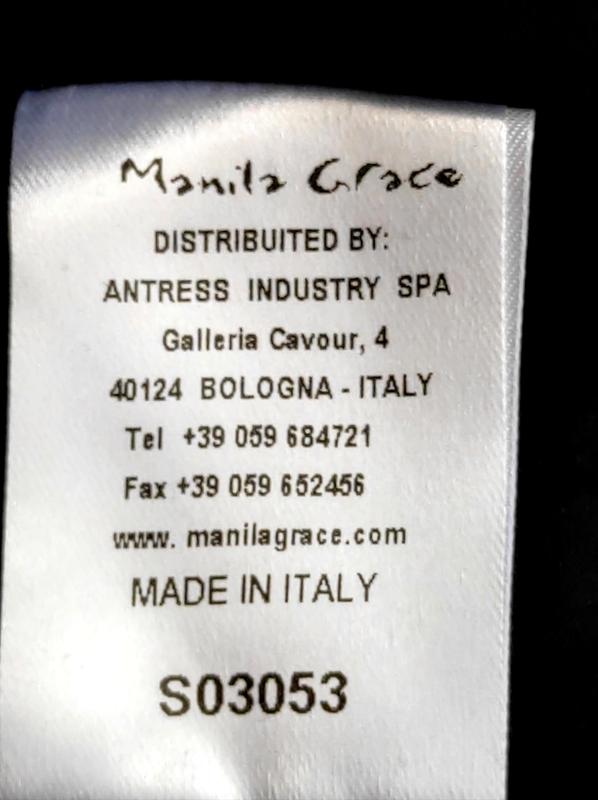 Manila Grace
DISTRIBUITED BY:
ANTRESS INDUSTRY SPA
Galleria Cavour, 4
40124 BOLOGNA - ITALY
Tel +39 059 684721
Fax +39 059 652456
www. manilagrace.com
MADE IN ITALY
S03053